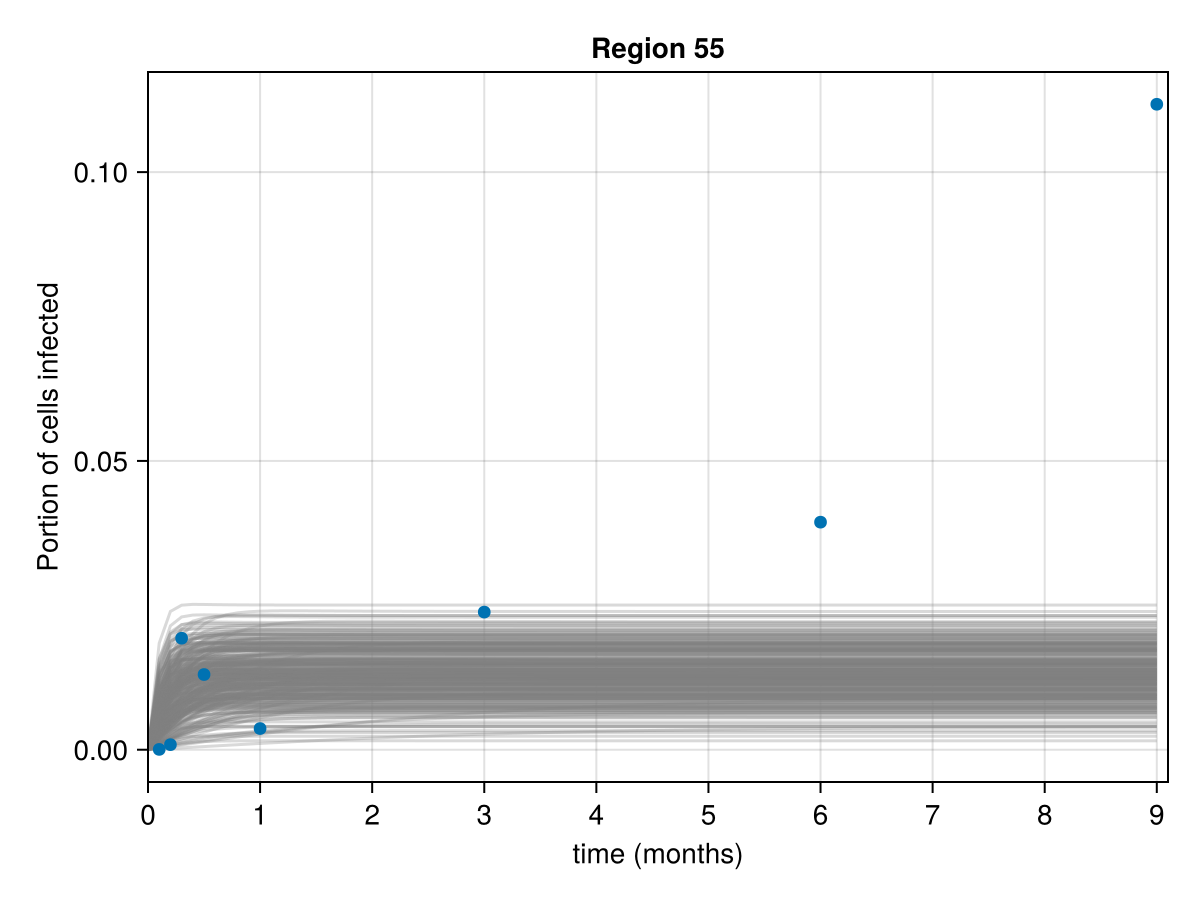 Region 55
Portion of cells infected
0.10
0.05
0.00
0 1 2 3 4 5 6 7 8 9
time (months)